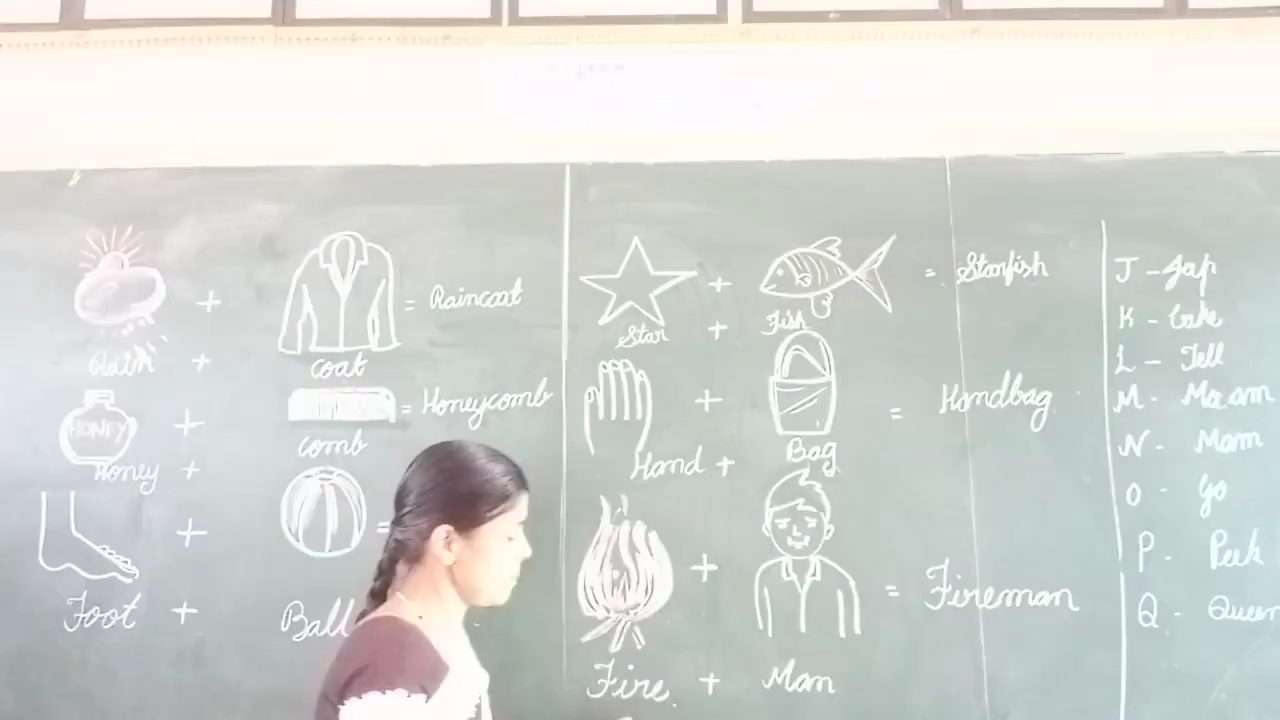 Rain + coat = Raincoat
HONEY
Honey + comb = Honeycomb
Foot + Ball =
Star + Fish = Starfish
Hand + Bag = Handbag
Fire + Man = Fireman
J - Jap
K -
L - Tell
M - Ma am
N - Mam
O - Go
P - Peek
Q - Queen